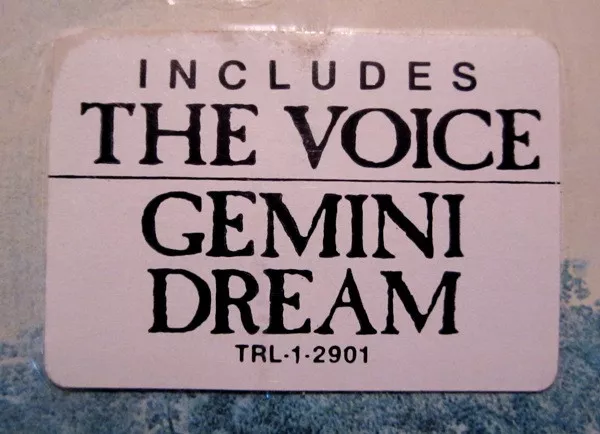 INCLUDES
THE VOICE
GEMINI
DREAM
TRL-1-2901